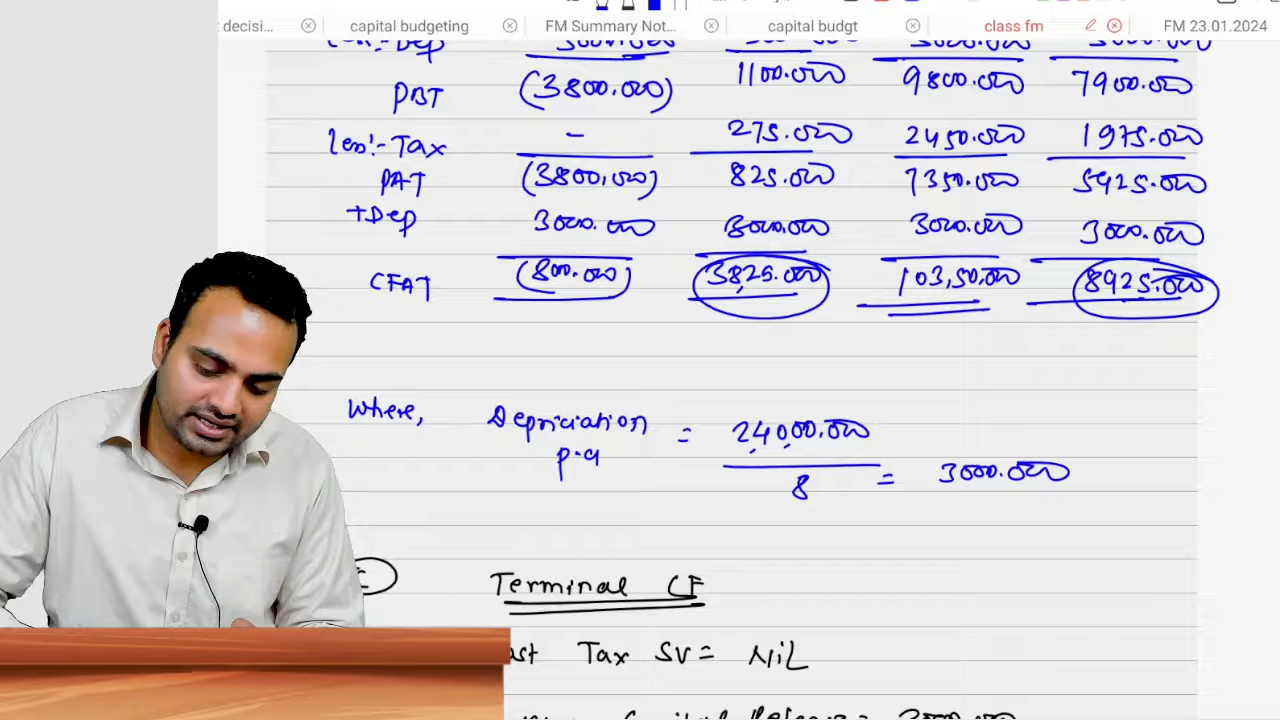 t decisi... capital budgeting FM Summary Not... capital budgt class fm FM 23.01.2024
PBT (3800.000) 1100.000 9800.000 7900.000
Less:- Tax - 275.000 2450.000 1975.000
PAT (3800.000) 825.000 7350.000 5925.000
+Dep 3000.000 3000.000 3000.000 3000.000
CFAT (800.000) 3825.000 103,50,000 8925.000
Where, Depriciation p.a = 24000.000 / 8 = 3000.000
Terminal CF
Tax SV = NiL